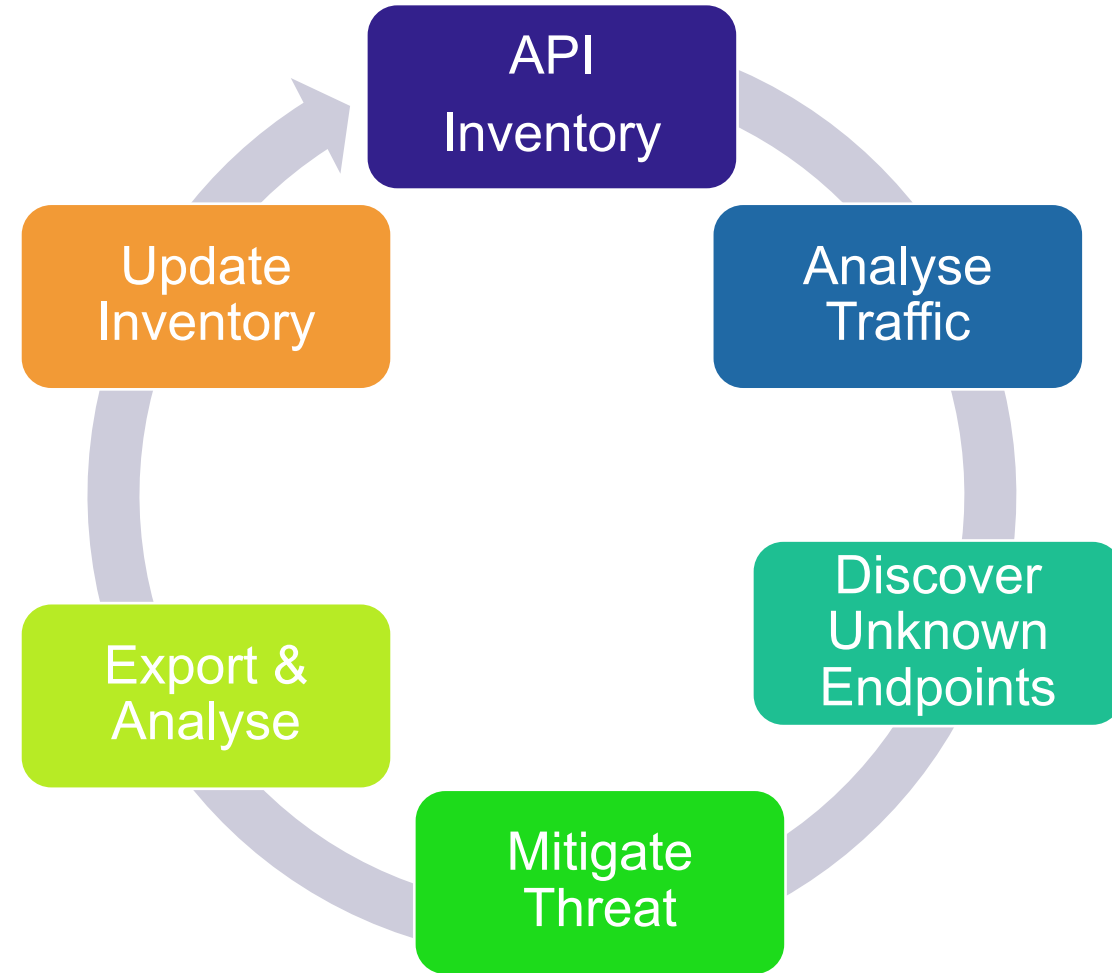 API
Inventory
Analyse
Traffic
Discover
Unknown
Endpoints
Mitigate
Threat
Export &
Analyse
Update
Inventory